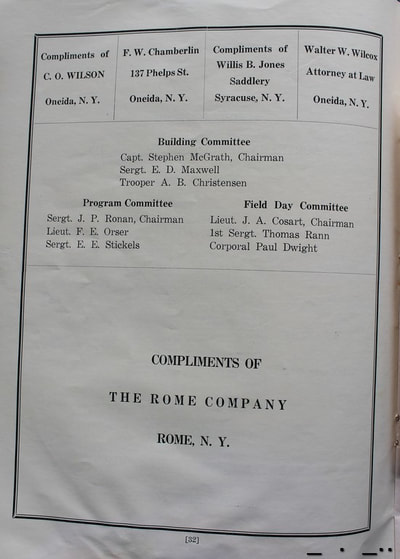 Compliments of
C. O. WILSON
Oneida, N. Y.
F. W. Chamberlin
137 Phelps St.
Oneida, N. Y.
Compliments of
Willis B. Jones
Saddlery
Syracuse, N. Y.
Walter W. Wilcox
Attorney at Law
Oneida, N. Y.
Building Committee
Capt. Stephen McGrath, Chairman
Sergt. E. D. Maxwell
Trooper A. B. Christensen
Program Committee
Sergt. J. P. Ronan, Chairman
Lieut. F. E. Orser
Sergt. E. E. Stickels
Field Day Committee
Lieut. J. A. Cosart, Chairman
1st Sergt. Thomas Rann
Corporal Paul Dwight
COMPLIMENTS OF
THE ROME COMPANY
ROME, N. Y.
[32]